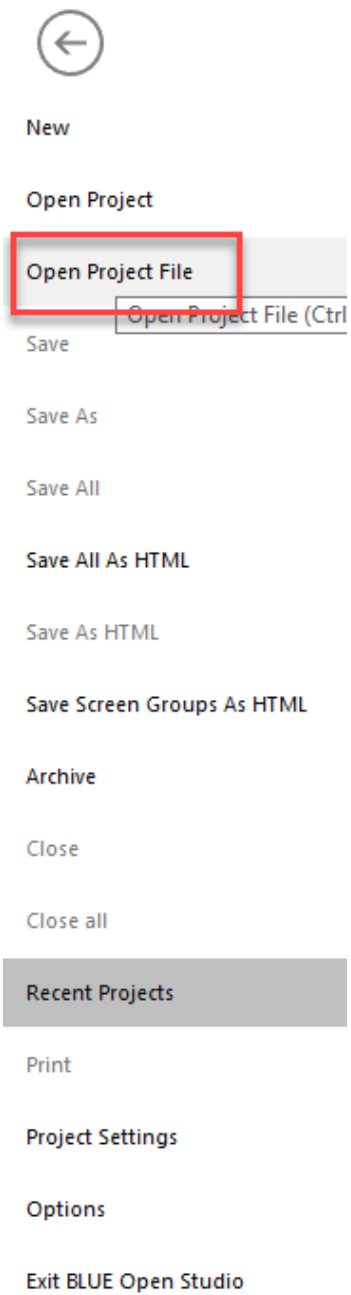 New
Open Project
Open Project File
Open Project File (Ctrl
Save
Save As
Save All
Save All As HTML
Save As HTML
Save Screen Groups As HTML
Archive
Close
Close all
Recent Projects
Print
Project Settings
Options
Exit BLUE Open Studio